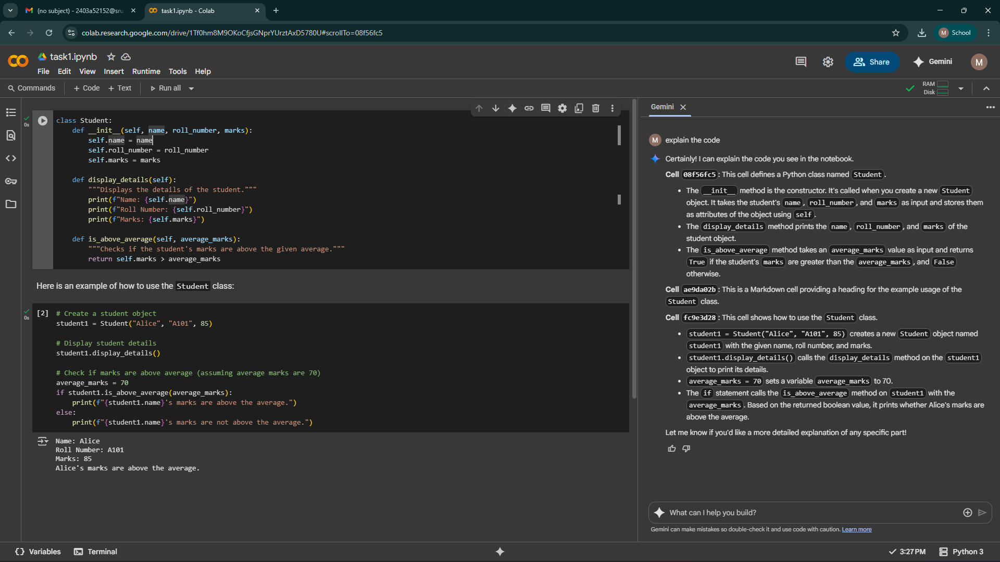 (no subject) - 2403a52152@sru
task1.ipynb - Colab
colab.research.google.com/drive/1Tf0hm8M9OKoCfjsGNprYUrztAxD5780U#scrollTo=08f56fc5
M School
task1.ipynb
File Edit View Insert Runtime Tools Help
Share
Gemini
M
Commands + Code + Text Run all
RAM
Disk
0s
class Student:
    def __init__(self, name, roll_number, marks):
        self.name = name
        self.roll_number = roll_number
        self.marks = marks

    def display_details(self):
        """Displays the details of the student."""
        print(f"Name: {self.name}")
        print(f"Roll Number: {self.roll_number}")
        print(f"Marks: {self.marks}")

    def is_above_average(self, average_marks):
        """Checks if the student's marks are above the given average."""
        return self.marks > average_marks
Here is an example of how to use the Student class:
0s
[2]
# Create a student object
student1 = Student("Alice", "A101", 85)

# Display student details
student1.display_details()

# Check if marks are above average (assuming average marks are 70)
average_marks = 70
if student1.is_above_average(average_marks):
    print(f"{student1.name}'s marks are above the average.")
else:
    print(f"{student1.name}'s marks are not above the average.")
Name: Alice
Roll Number: A101
Marks: 85
Alice's marks are above the average.
Gemini
M explain the code
Certainly! I can explain the code you see in the notebook.
Cell 08f56fc5: This cell defines a Python class named Student.
• The __init__ method is the constructor. It's called when you create a new Student
object. It takes the student's name, roll_number, and marks as input and stores them
as attributes of the object using self.
• The display_details method prints the name, roll_number, and marks of the
student object.
• The is_above_average method takes an average_marks value as input and returns
True if the student's marks are greater than the average_marks, and False
otherwise.
Cell ae9da02b: This is a Markdown cell providing a heading for the example usage of the
Student class.
Cell fc9e3d28: This cell shows how to use the Student class.
• student1 = Student("Alice", "A101", 85) creates a new Student object named
student1 with the given name, roll number, and marks.
• student1.display_details() calls the display_details method on the student1
object to print its details.
• average_marks = 70 sets a variable average_marks to 70.
• The if statement calls the is_above_average method on student1 with the
average_marks. Based on the returned boolean value, it prints whether Alice's marks are
above the average.
Let me know if you'd like a more detailed explanation of any specific part!
What can I help you build?
Gemini can make mistakes so double-check it and use code with caution. Learn more
Variables Terminal
3:27 PM Python 3